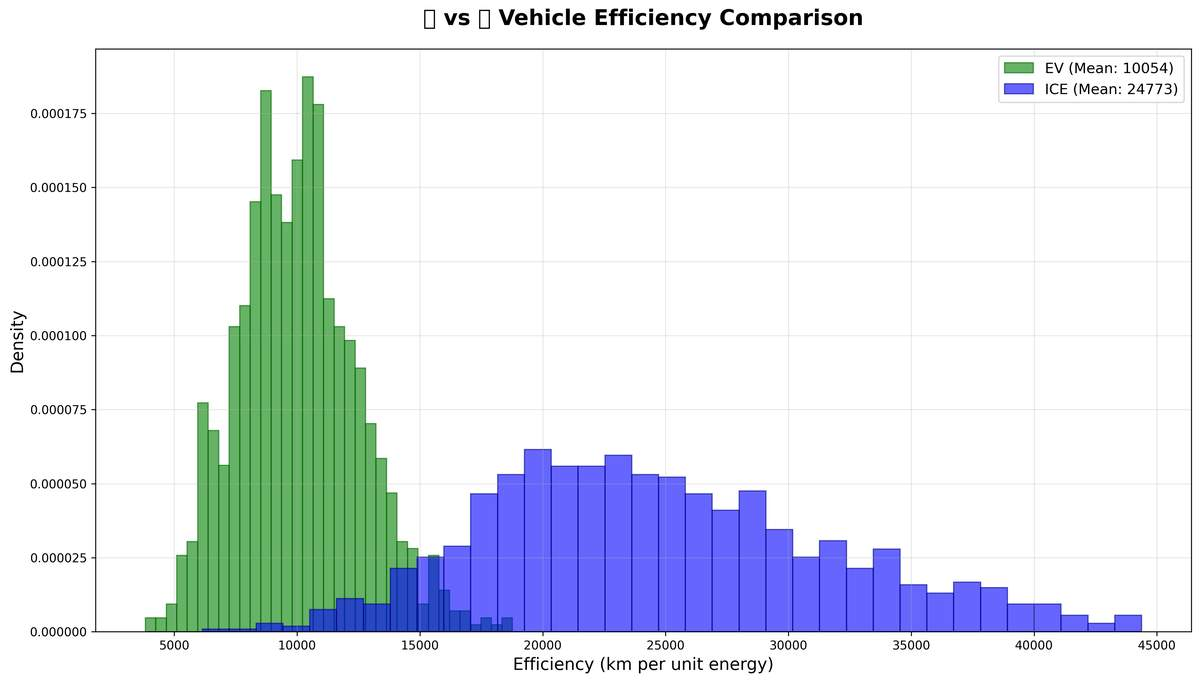 ▯ vs ▯ Vehicle Efficiency Comparison
EV (Mean: 10054)
ICE (Mean: 24773)
Density
0.000175
0.000150
0.000125
0.000100
0.000075
0.000050
0.000025
0.000000
5000 10000 15000 20000 25000 30000 35000 40000 45000
Efficiency (km per unit energy)